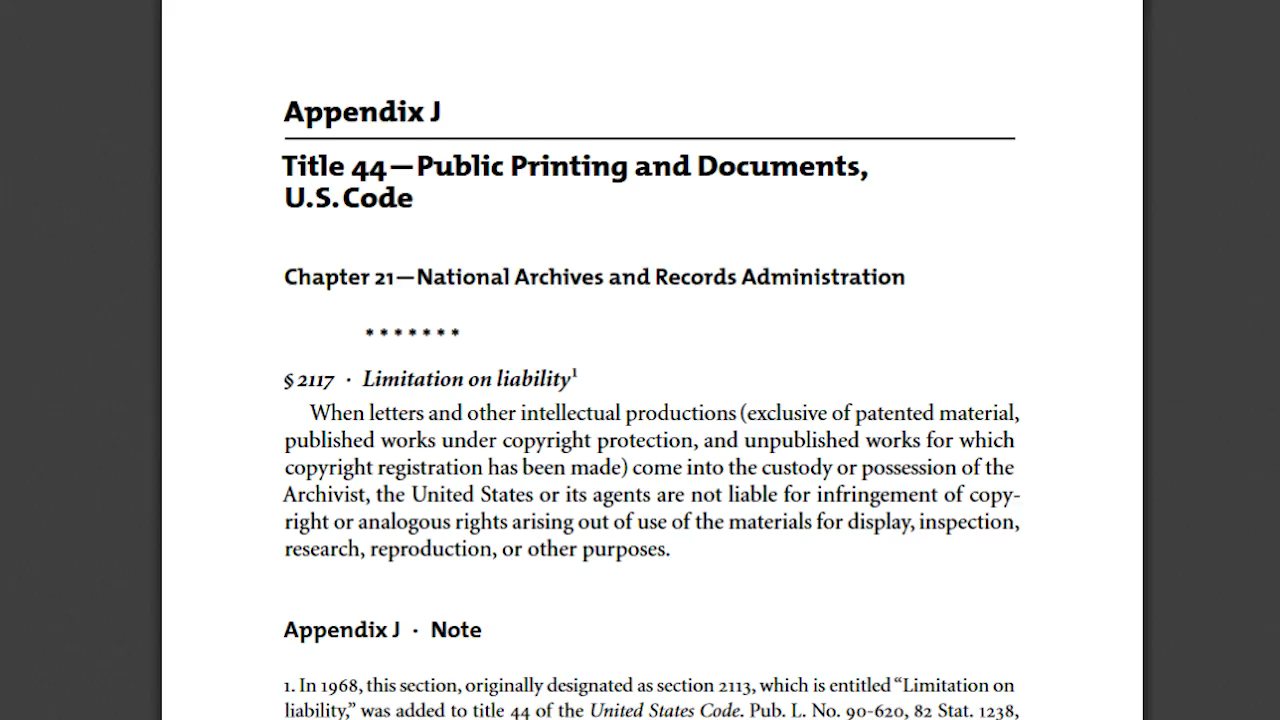 Appendix J
Title 44—Public Printing and Documents,
U.S. Code
Chapter 21—National Archives and Records Administration
* * * * * * *
§ 2117 · Limitation on liability¹
When letters and other intellectual productions (exclusive of patented material,
published works under copyright protection, and unpublished works for which
copyright registration has been made) come into the custody or possession of the
Archivist, the United States or its agents are not liable for infringement of copy-
right or analogous rights arising out of use of the materials for display, inspection,
research, reproduction, or other purposes.
Appendix J · Note
1. In 1968, this section, originally designated as section 2113, which is entitled “Limitation on
liability,” was added to title 44 of the United States Code. Pub. L. No. 90-620, 82 Stat. 1238,